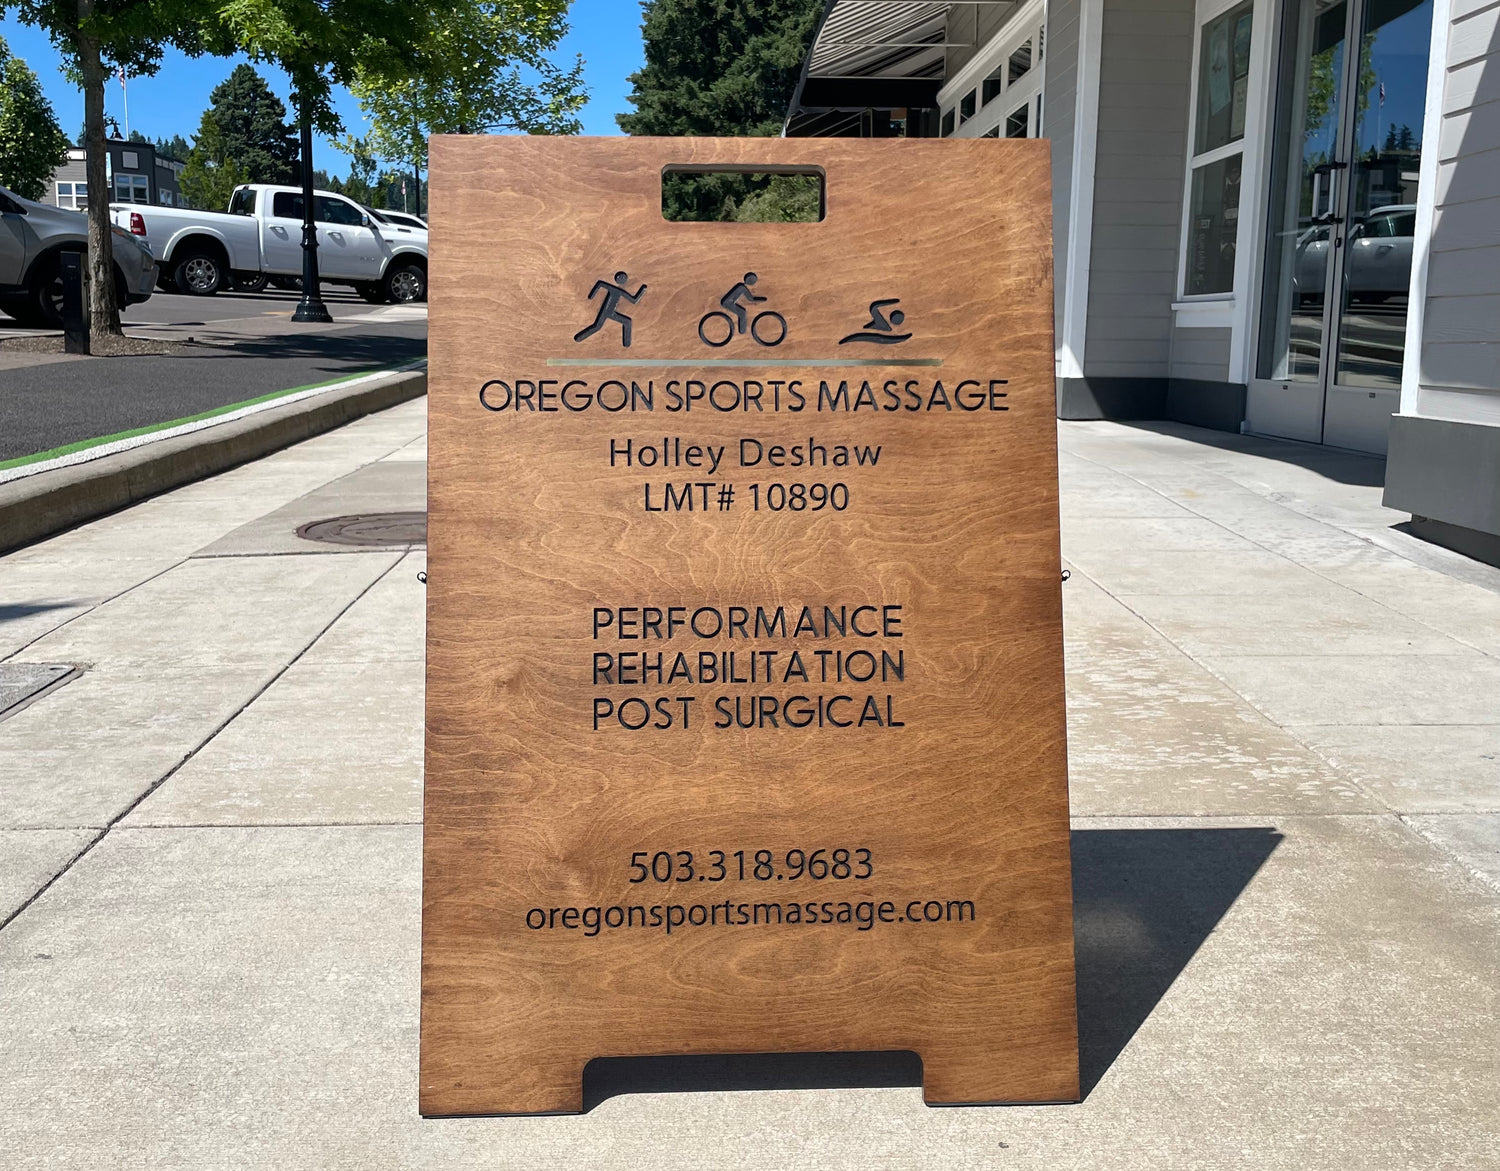 OREGON SPORTS MASSAGE
Holley Deshaw
LMT# 10890
PERFORMANCE
REHABILITATION
POST SURGICAL
503.318.9683
oregonsportsmassage.com